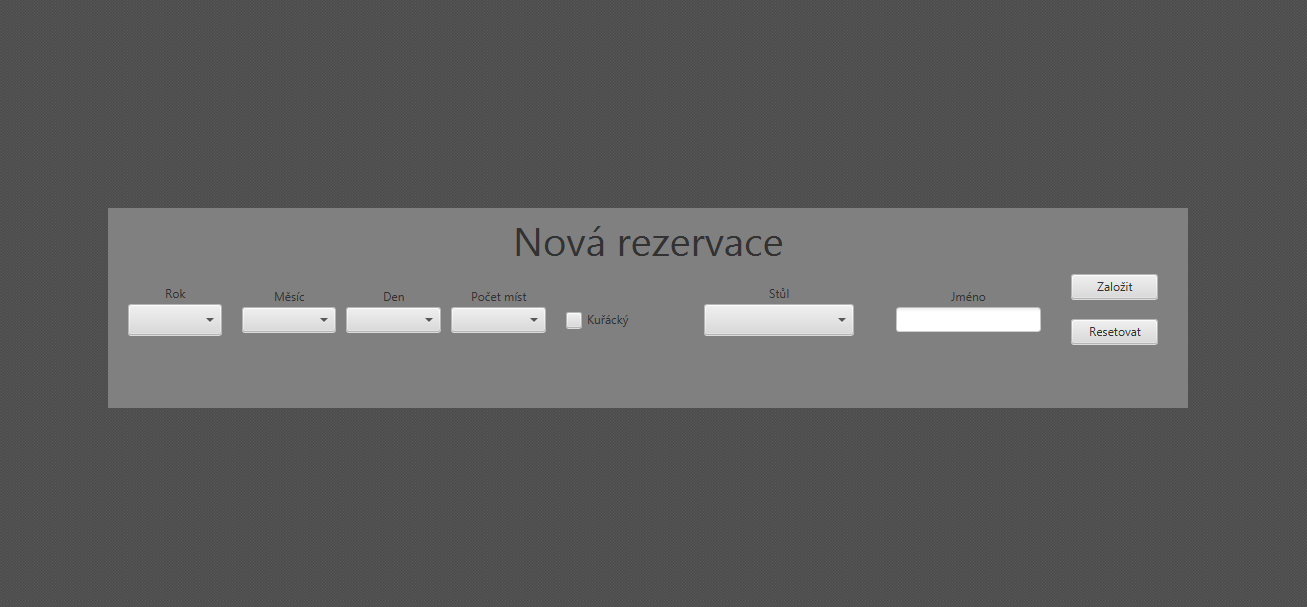 Nová rezervace
Rok
Měsíc
Den
Počet míst
Kuřácký
Stůl
Jméno
Založit
Resetovat